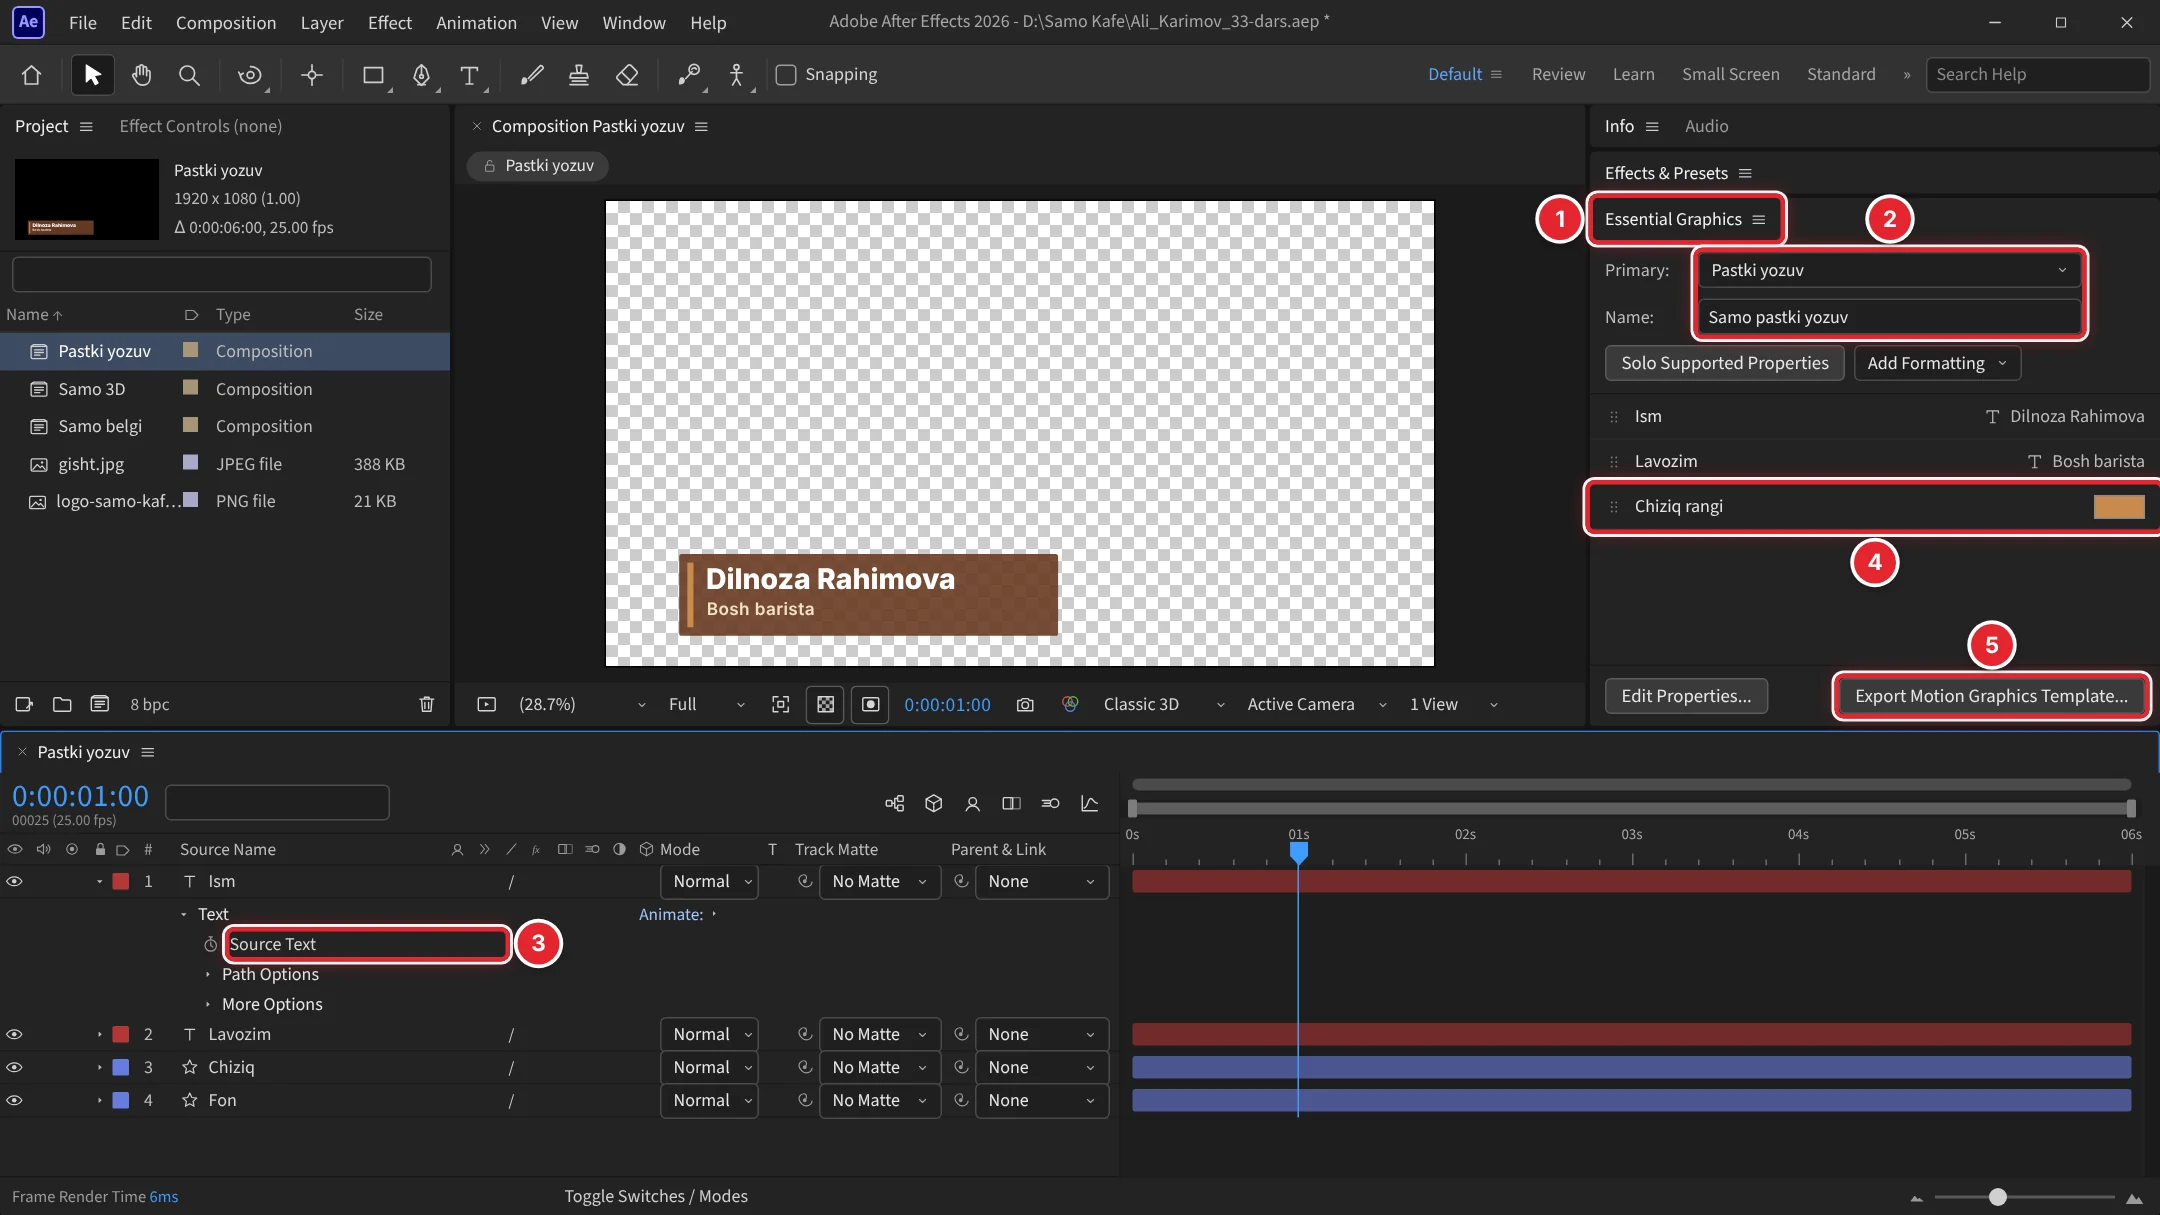 Ae File Edit Composition Layer Effect Animation View Window Help Adobe After Effects 2026 - D:\Samo Kafe\Ali_Karimov_33-dars.aep *
Snapping Default Review Learn Small Screen Standard » Search Help
Project Effect Controls (none)
Pastki yozuv
1920 x 1080 (1.00)
Δ 0:00:06:00, 25.00 fps
Dilnoza Rahimova
Bosh barista
Name Type Size
Pastki yozuv Composition
Samo 3D Composition
Samo belgi Composition
gisht.jpg JPEG file 388 KB
logo-samo-kaf... PNG file 21 KB
8 bpc
Composition Pastki yozuv
Pastki yozuv
Dilnoza Rahimova
Bosh barista
(28.7%) Full 0:00:01:00 Classic 3D Active Camera 1 View
Info Audio
Effects & Presets
1 Essential Graphics 2
Primary: Pastki yozuv
Name: Samo pastki yozuv
Solo Supported Properties Add Formatting
Ism Dilnoza Rahimova
Lavozim Bosh barista
Chiziq rangi
4
5
Edit Properties... Export Motion Graphics Template...
Pastki yozuv
0:00:01:00
00025 (25.00 fps)
0s 01s 02s 03s 04s 05s 06s
# Source Name fx Mode T Track Matte Parent & Link
1 T Ism / Normal No Matte None
Text Animate:
Source Text 3
Path Options
More Options
2 T Lavozim / Normal No Matte None
3 Chiziq / Normal No Matte None
4 Fon / Normal No Matte None
Frame Render Time 6ms Toggle Switches / Modes